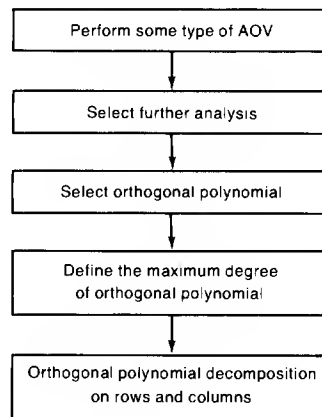 Perform some type of AOV
Select further analysis
Select orthogonal polynomial
Define the maximum degree
of orthogonal polynomial
Orthogonal polynomial decomposition
on rows and columns